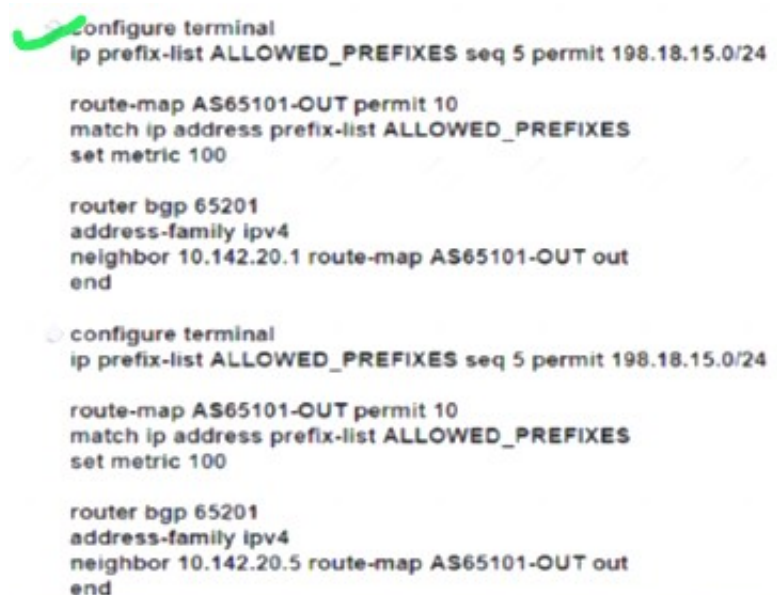 configure terminal
ip prefix-list ALLOWED_PREFIXES seq 5 permit 198.18.15.0/24
route-map AS65101-OUT permit 10
match ip address prefix-list ALLOWED_PREFIXES
set metric 100
router bgp 65201
address-family ipv4
neighbor 10.142.20.1 route-map AS65101-OUT out
end
configure terminal
ip prefix-list ALLOWED_PREFIXES seq 5 permit 198.18.15.0/24
route-map AS65101-OUT permit 10
match ip address prefix-list ALLOWED_PREFIXES
set metric 100
router bgp 65201
address-family ipv4
neighbor 10.142.20.5 route-map AS65101-OUT out
end